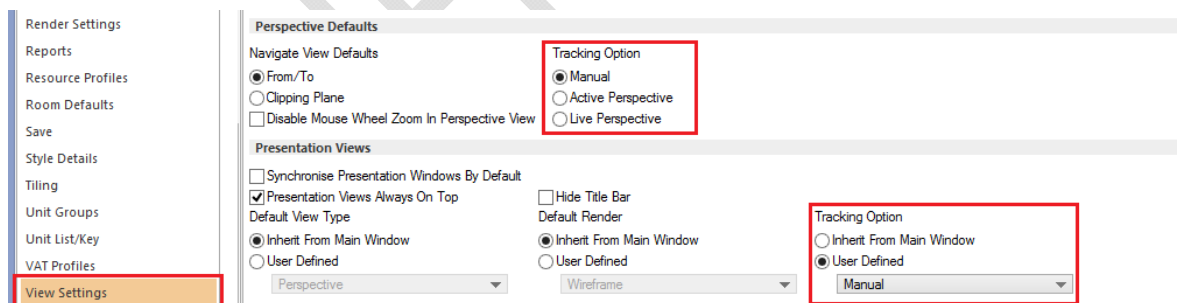 Render Settings
Reports
Resource Profiles
Room Defaults
Save
Style Details
Tiling
Unit Groups
Unit List/Key
VAT Profiles
View Settings
Perspective Defaults
Navigate View Defaults
From/To
Clipping Plane
Disable Mouse Wheel Zoom In Perspective View
Tracking Option
Manual
Active Perspective
Live Perspective
Presentation Views
Synchronise Presentation Windows By Default
Presentation Views Always On Top
Hide Title Bar
Default View Type
Inherit From Main Window
User Defined
Perspective
Default Render
Inherit From Main Window
User Defined
Wireframe
Tracking Option
Inherit From Main Window
User Defined
Manual